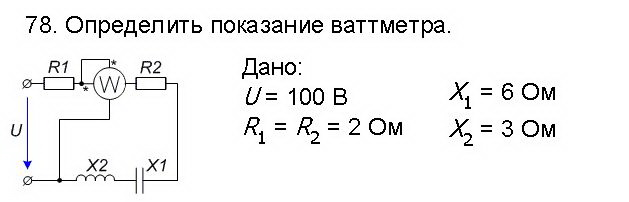 78. Определить показание ваттметра.
R1 * * W R2
U
X2 X1
Дано:
U = 100 В
R₁ = R₂ = 2 Ом
X₁ = 6 Ом
X₂ = 3 Ом